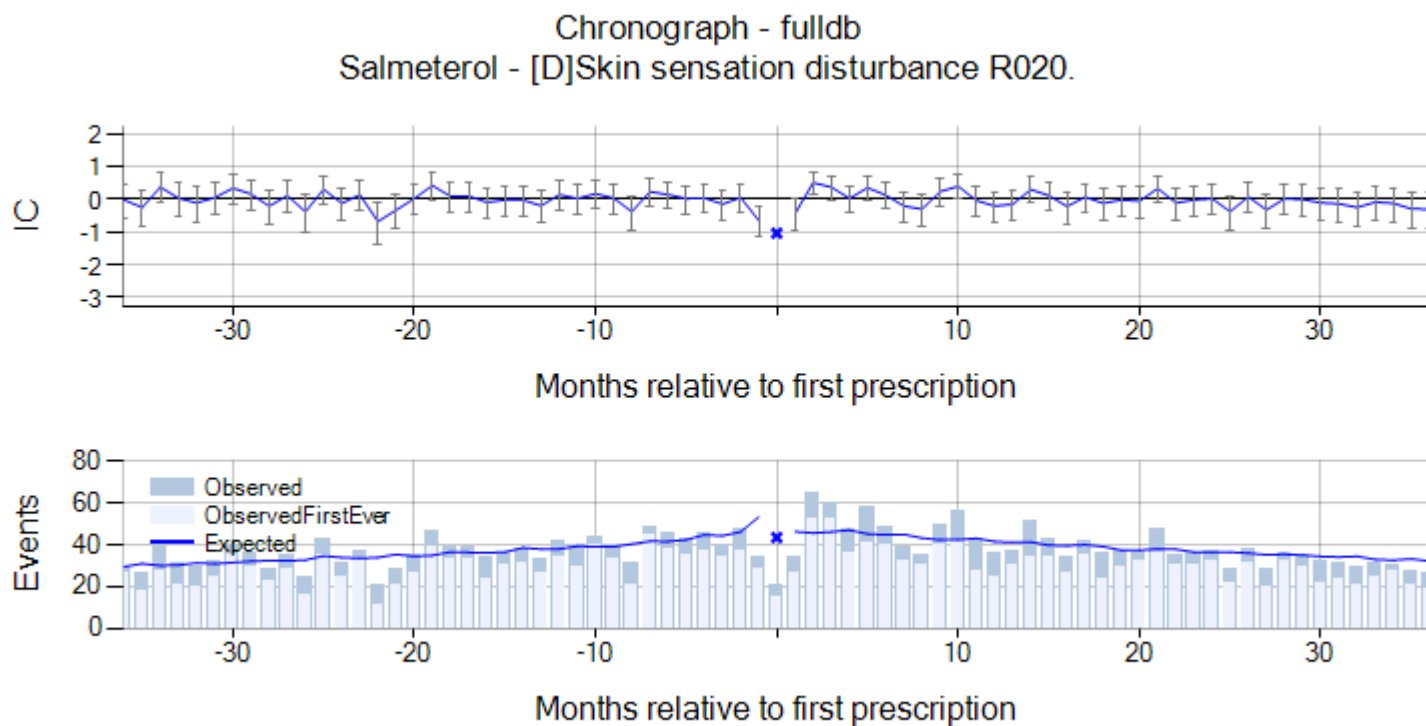 Chronograph - fulldb
Salmeterol - [D]Skin sensation disturbance R020.
IC
2
1
0
-1
-2
-3
-30
-20
-10
0
10
20
30
Months relative to first prescription
Events
80
60
40
20
0
Observed
ObservedFirstEver
Expected
-30
-20
-10
0
10
20
30
Months relative to first prescription